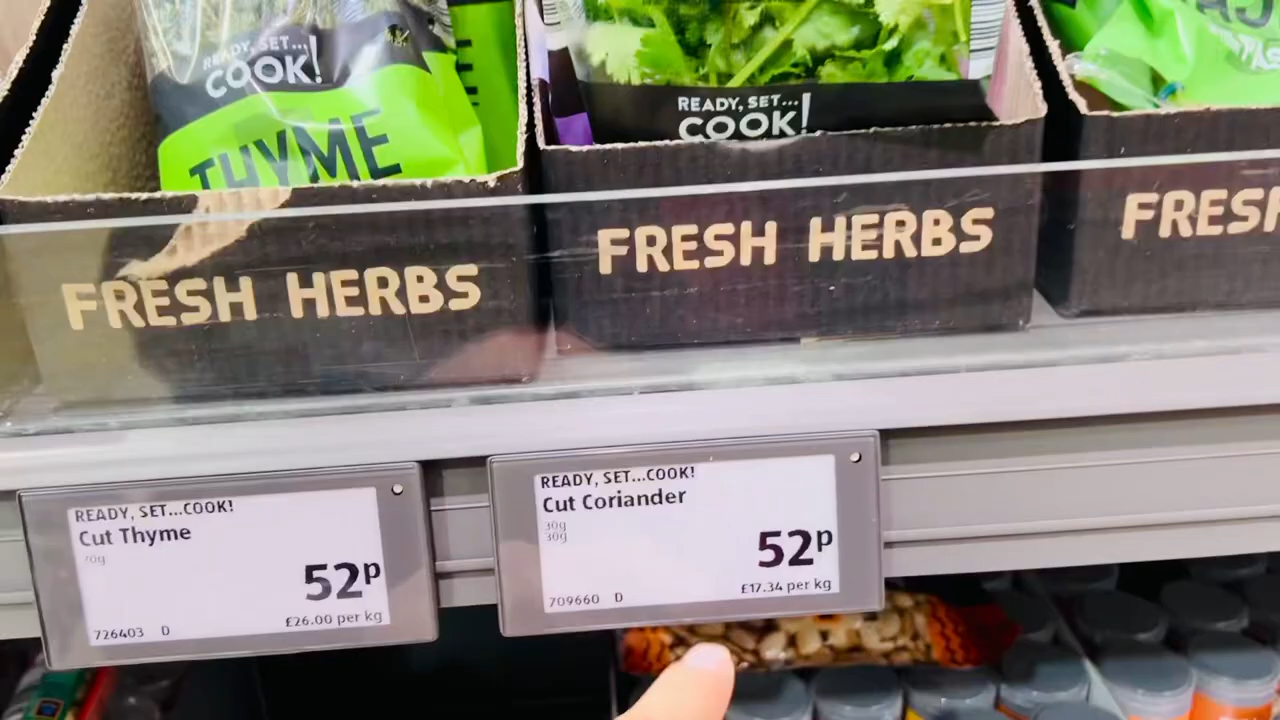 READY, SET...
COOK!
THYME
READY, SET...
COOK!
FRESH HERBS
FRESH HERBS
READY, SET...COOK!
Cut Thyme
52p
£26.00 per kg
726403 D
READY, SET...COOK!
Cut Coriander
30g
30g
52p
£17.34 per kg
709660 D